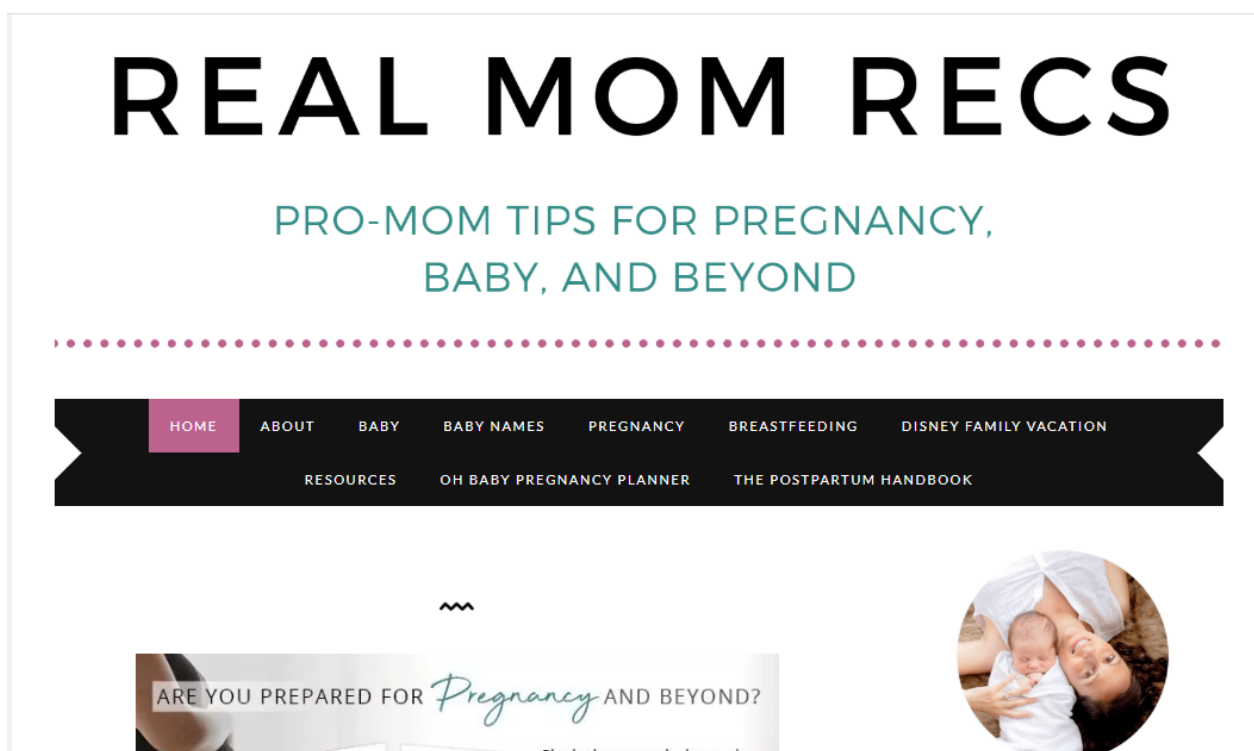 REAL MOM RECS
PRO-MOM TIPS FOR PREGNANCY,
BABY, AND BEYOND
HOME ABOUT BABY BABY NAMES PREGNANCY BREASTFEEDING DISNEY FAMILY VACATION
RESOURCES OH BABY PREGNANCY PLANNER THE POSTPARTUM HANDBOOK
ARE YOU PREPARED FOR Pregnancy AND BEYOND?